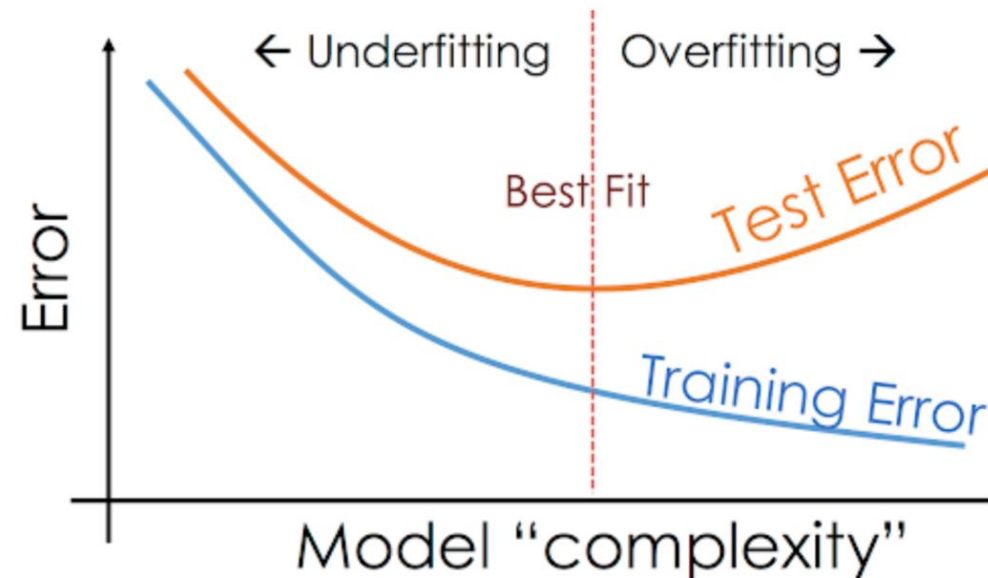 ← Underfitting
Overfitting →
Best Fit
Test Error
Error
Training Error
Model “complexity”